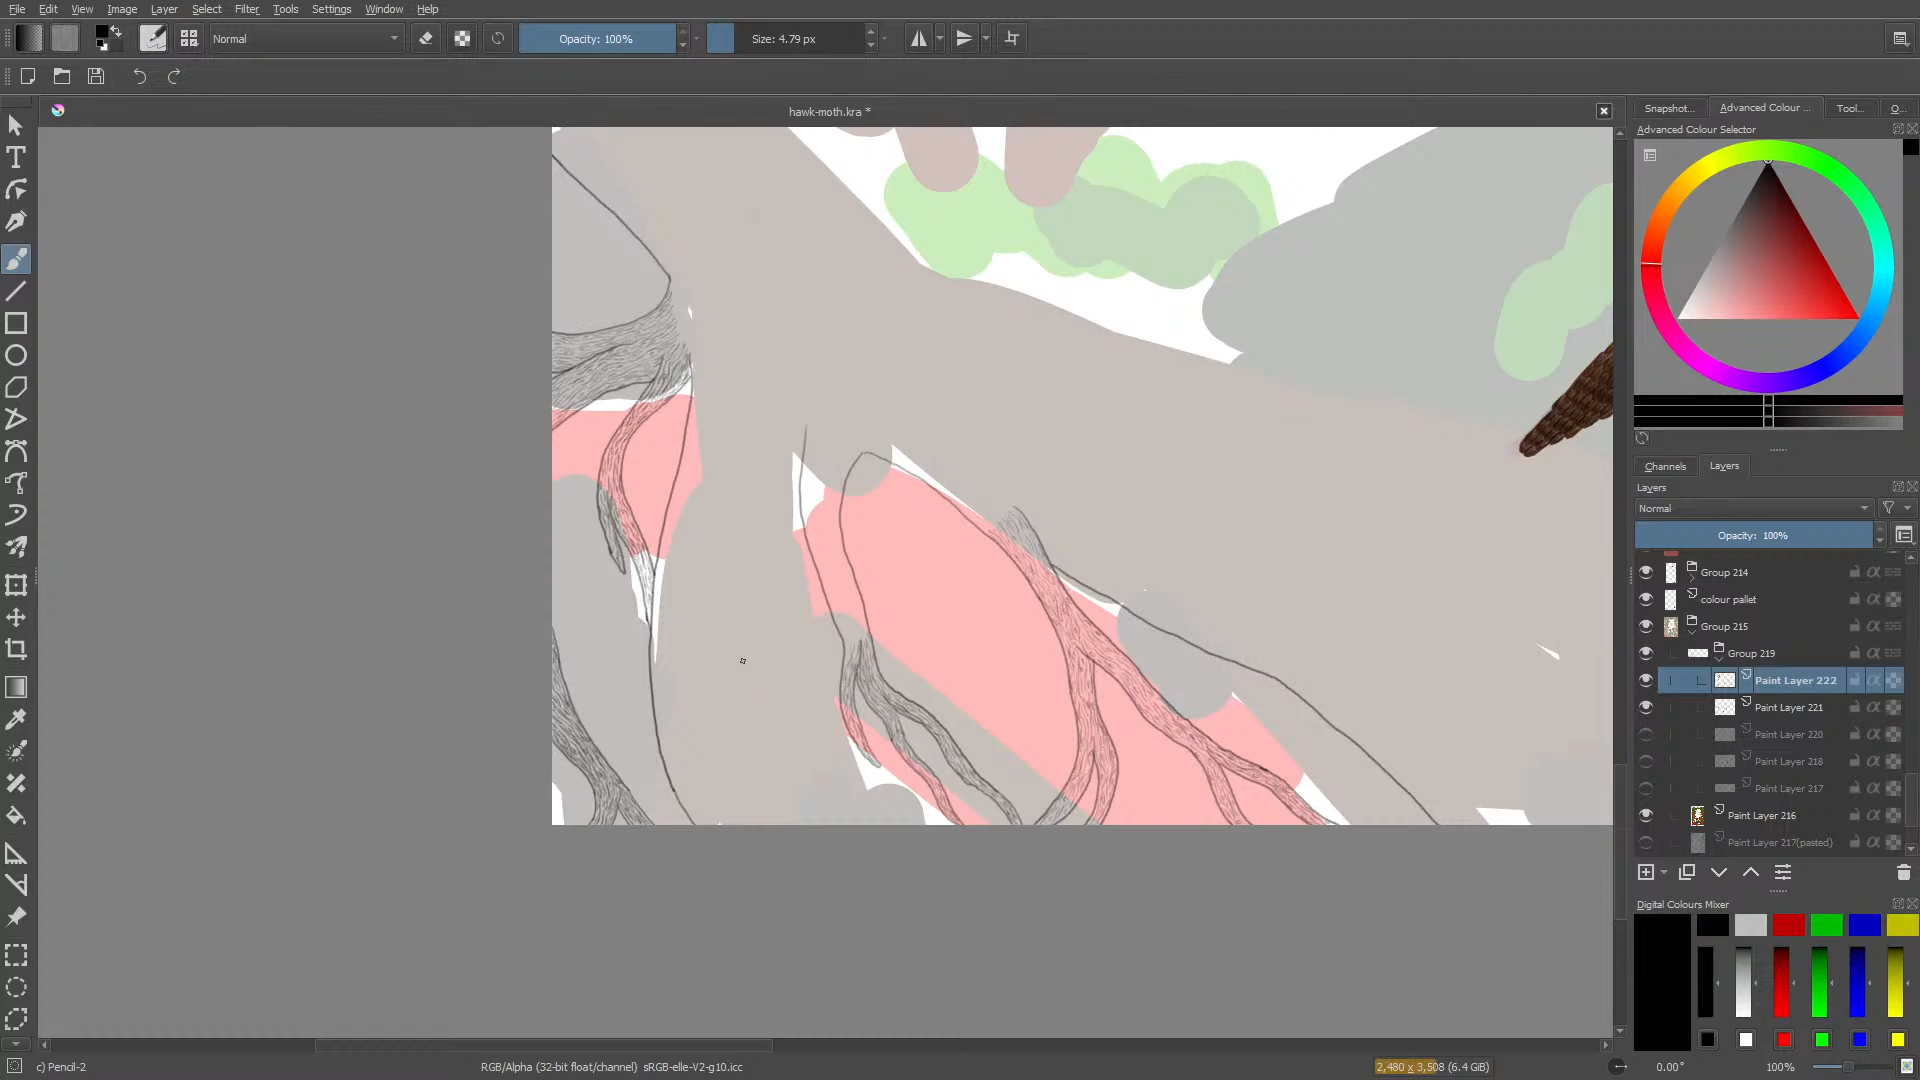 File Edit View Image Layer Select Filter Tools Settings Window Help
Normal Opacity: 100% Size: 4.79 px
hawk-moth.kra *
Snapshot... Advanced Colour ... Tool... O...
Advanced Colour Selector
Channels Layers
Layers
Normal
Opacity: 100%
Group 214
colour pallet
Group 215
Group 219
Paint Layer 222
Paint Layer 221
Paint Layer 220
Paint Layer 218
Paint Layer 217
Paint Layer 216
Paint Layer 217(pasted)
Digital Colours Mixer
c) Pencil-2 RGB/Alpha (32-bit float/channel) sRGB-elle-V2-g10.icc 2,480 x 3,508 (6.4 GiB) 0.00° 100%